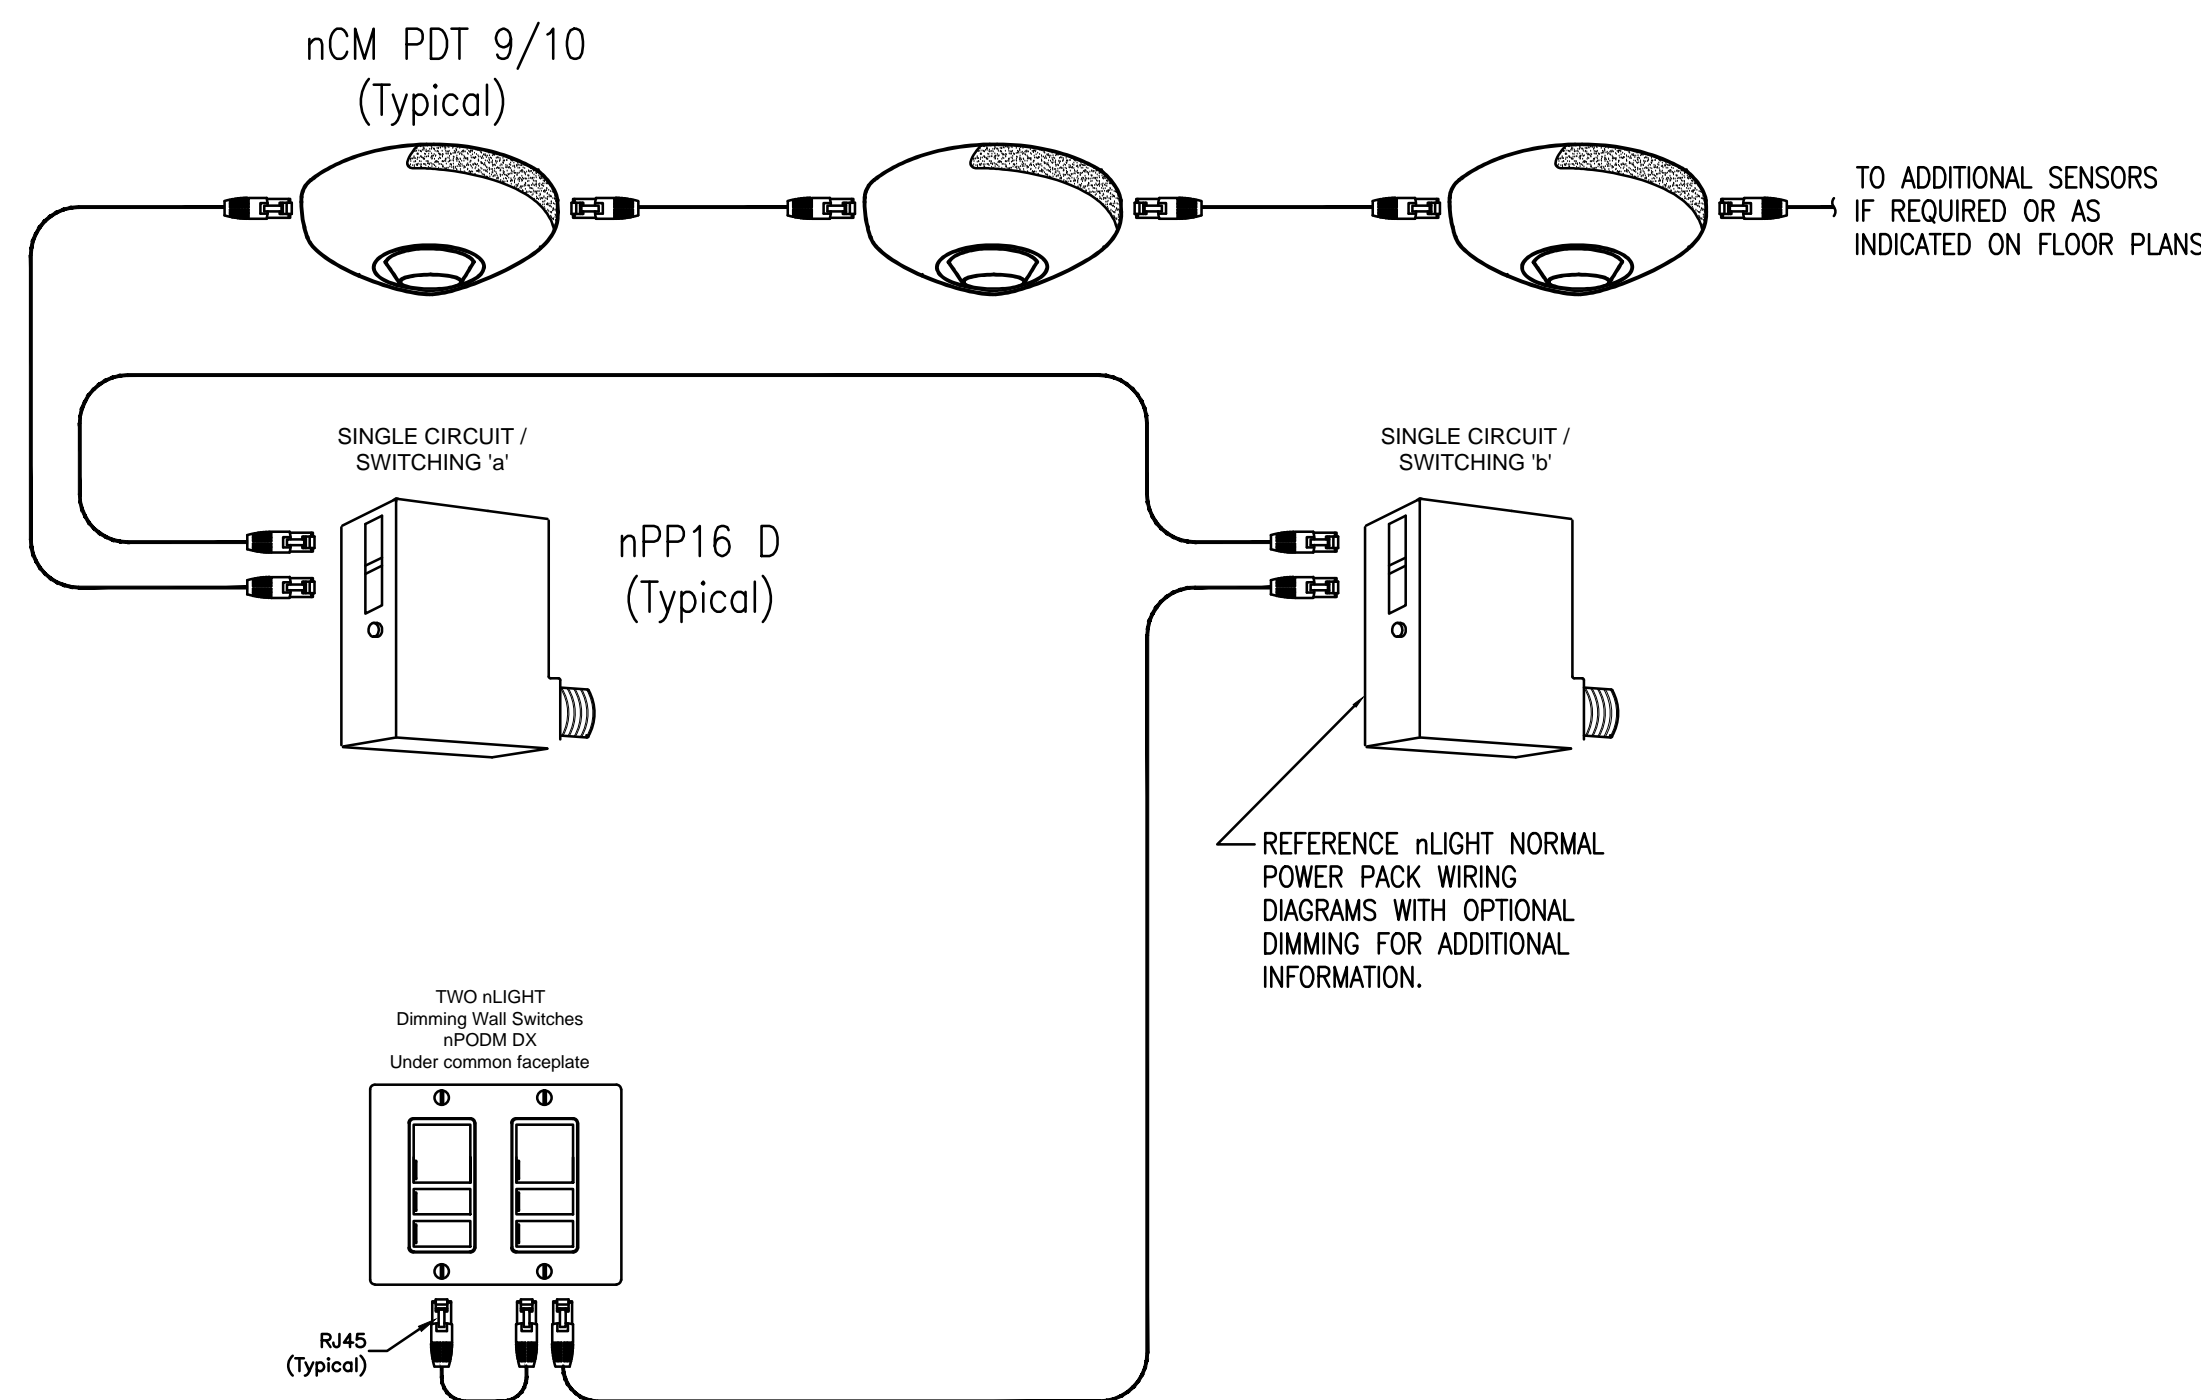 nCM PDT 9/10
(Typical)
TO ADDITIONAL SENSORS
IF REQUIRED OR AS
INDICATED ON FLOOR PLANS
SINGLE CIRCUIT /
SWITCHING 'a'
SINGLE CIRCUIT /
SWITCHING 'b'
nPP16 D
(Typical)
REFERENCE nLIGHT NORMAL
POWER PACK WIRING
DIAGRAMS WITH OPTIONAL
DIMMING FOR ADDITIONAL
INFORMATION.
TWO nLIGHT
Dimming Wall Switches
nPODM DX
Under common faceplate
RJ45
(Typical)